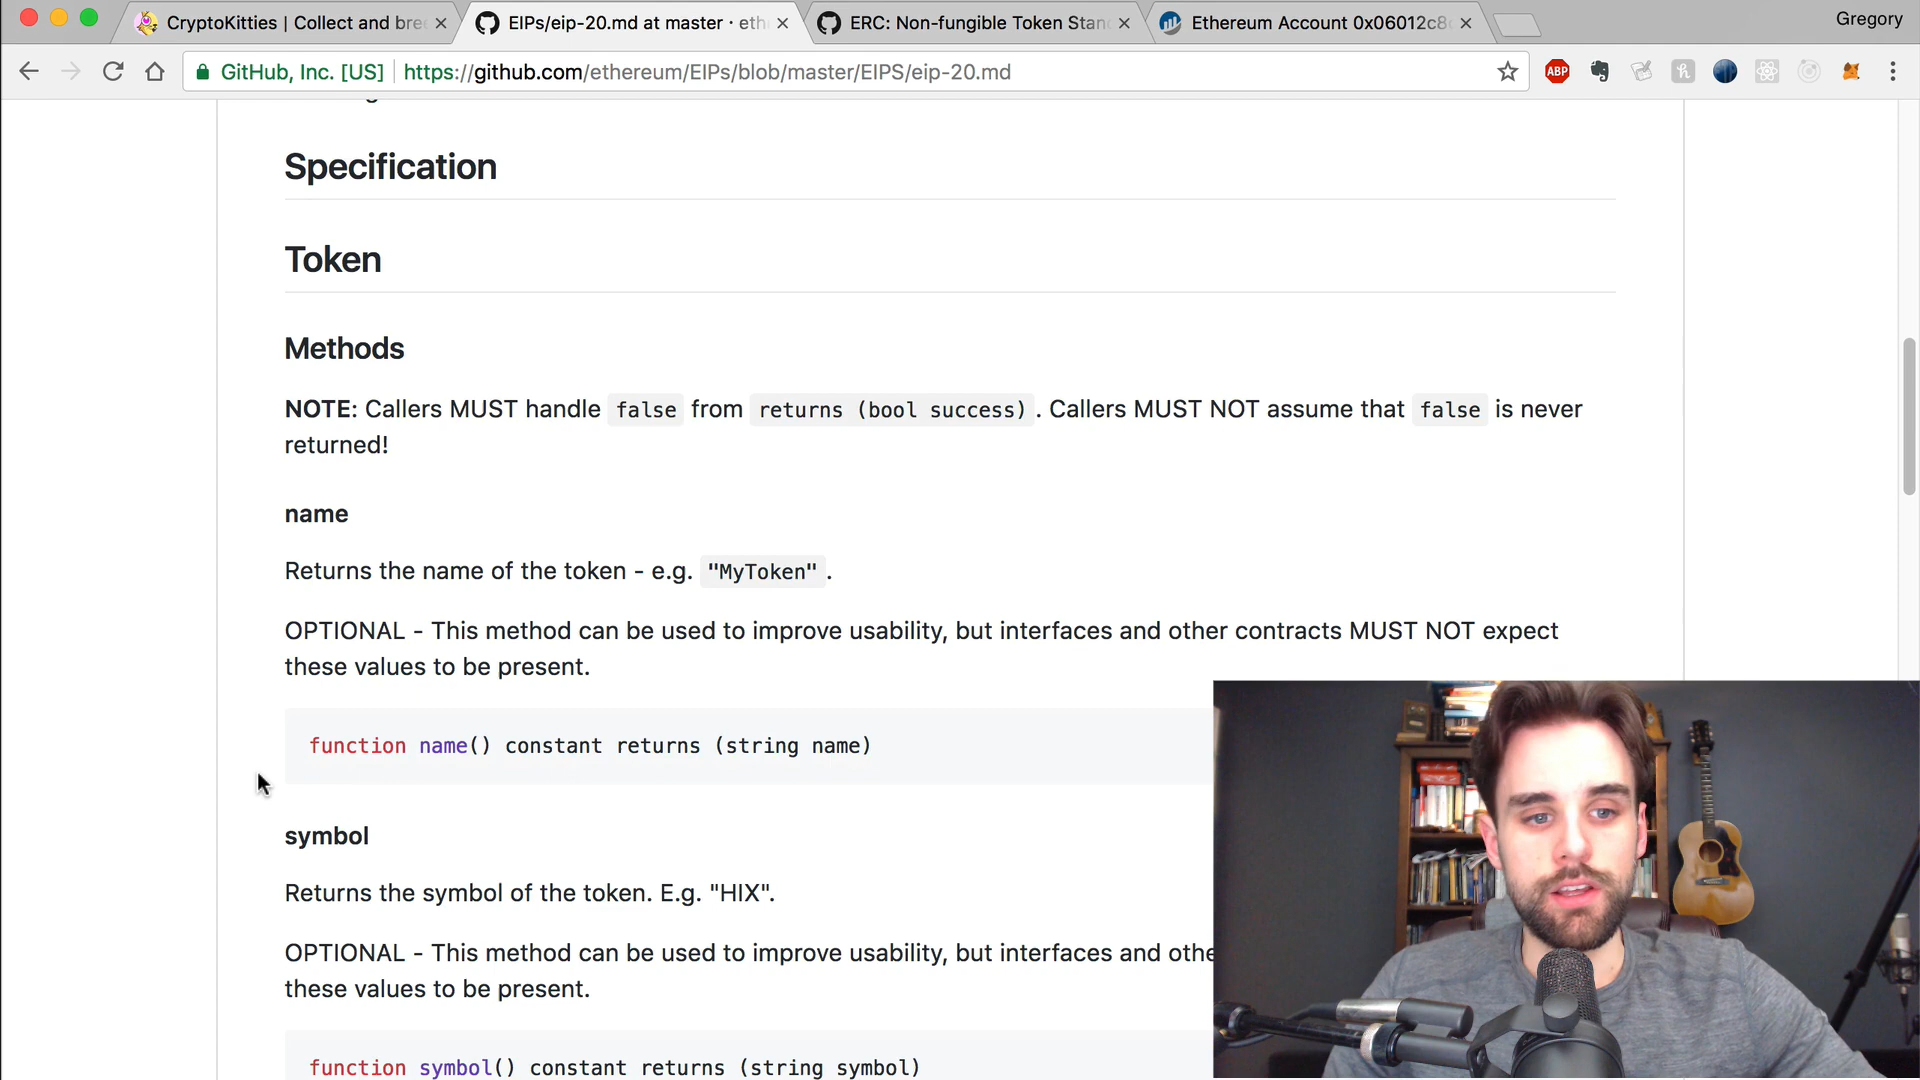 CryptoKitties | Collect and bre
EIPs/eip-20.md at master · eth
ERC: Non-fungible Token Stan
Ethereum Account 0x06012c8
Gregory
GitHub, Inc. [US] | https://github.com/ethereum/EIPs/blob/master/EIPS/eip-20.md
ABP
Specification
Token
Methods
NOTE: Callers MUST handle false from returns (bool success) . Callers MUST NOT assume that false is never
returned!
name
Returns the name of the token - e.g. "MyToken" .
OPTIONAL - This method can be used to improve usability, but interfaces and other contracts MUST NOT expect
these values to be present.
function name() constant returns (string name)
symbol
Returns the symbol of the token. E.g. "HIX".
OPTIONAL - This method can be used to improve usability, but interfaces and othe
these values to be present.
function symbol() constant returns (string symbol)